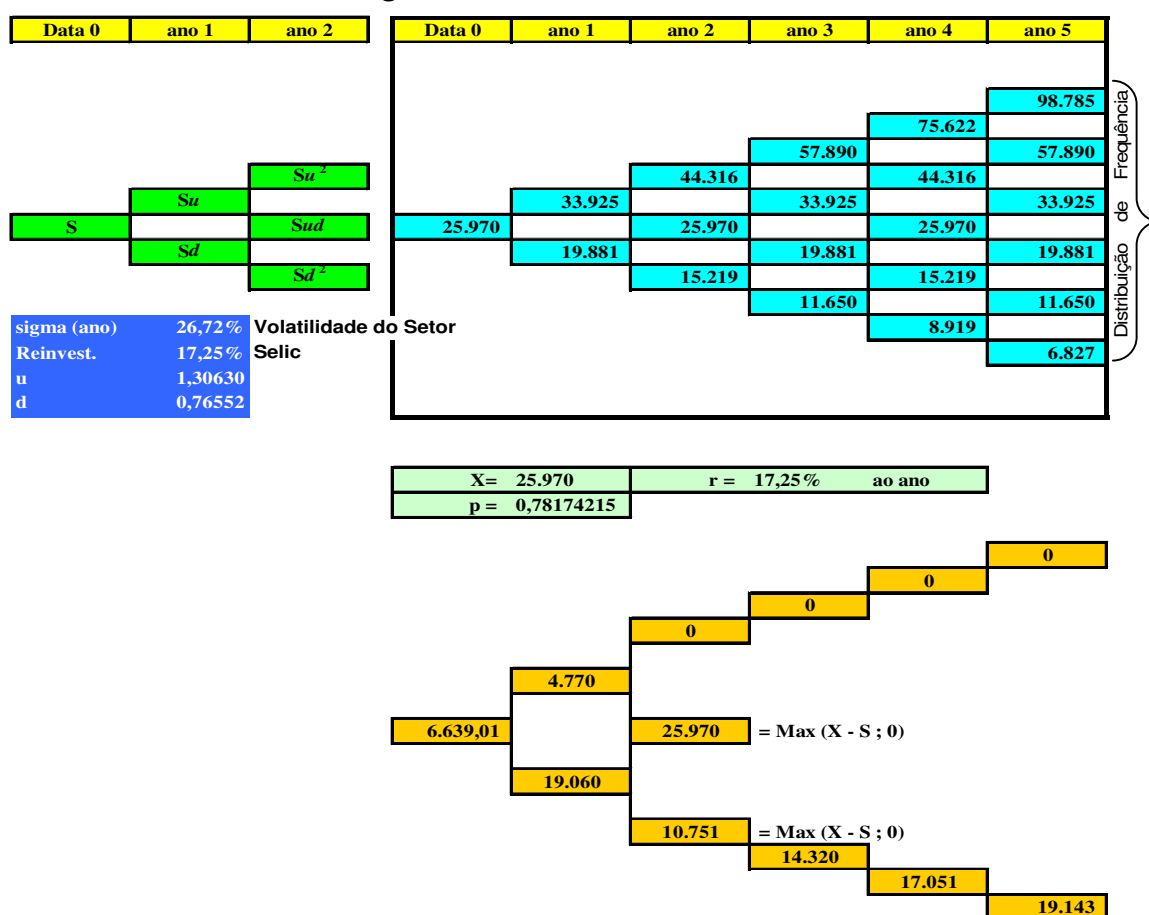 Data 0 ano 1 ano 2 Data 0 ano 1 ano 2 ano 3 ano 4 ano 5
98.785
75.622
57.890 57.890
Su² 44.316 44.316
Su 33.925 33.925 33.925
S Sud 25.970 25.970 25.970
Sd 19.881 19.881 19.881
Sd² 15.219 15.219
11.650 11.650
sigma (ano) 26,72% Volatilidade do Setor 8.919
Reinvest. 17,25% Selic 6.827
u 1,30630
d 0,76552
Distribuição de Frequência
X= 25.970 r = 17,25% ao ano
p = 0,78174215
0
0
0
0
4.770
6.639,01 25.970 = Max (X - S ; 0)
19.060
10.751 = Max (X - S ; 0)
14.320
17.051
19.143